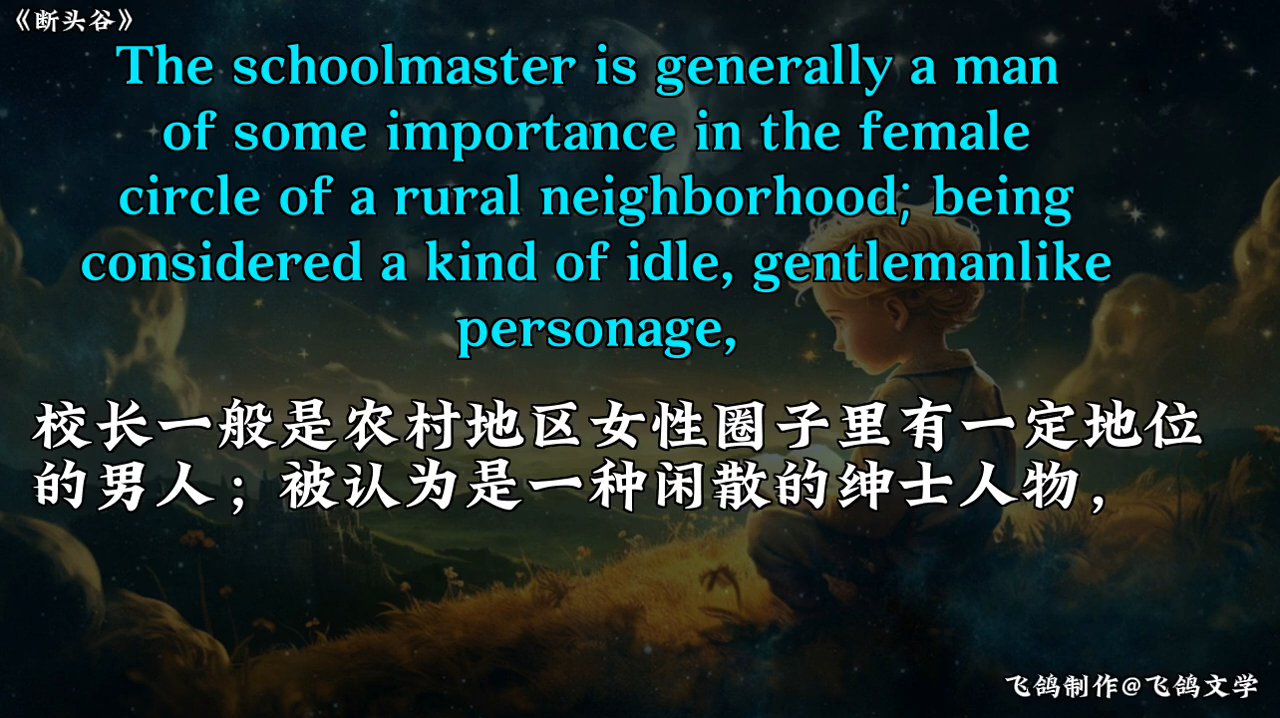 《断头谷》
The schoolmaster is generally a man
of some importance in the female
circle of a rural neighborhood; being
considered a kind of idle, gentlemanlike
personage,
校长一般是农村地区女性圈子里有一定地位
的男人；被认为是一种闲散的绅士人物，
飞鸽制作@飞鸽文学